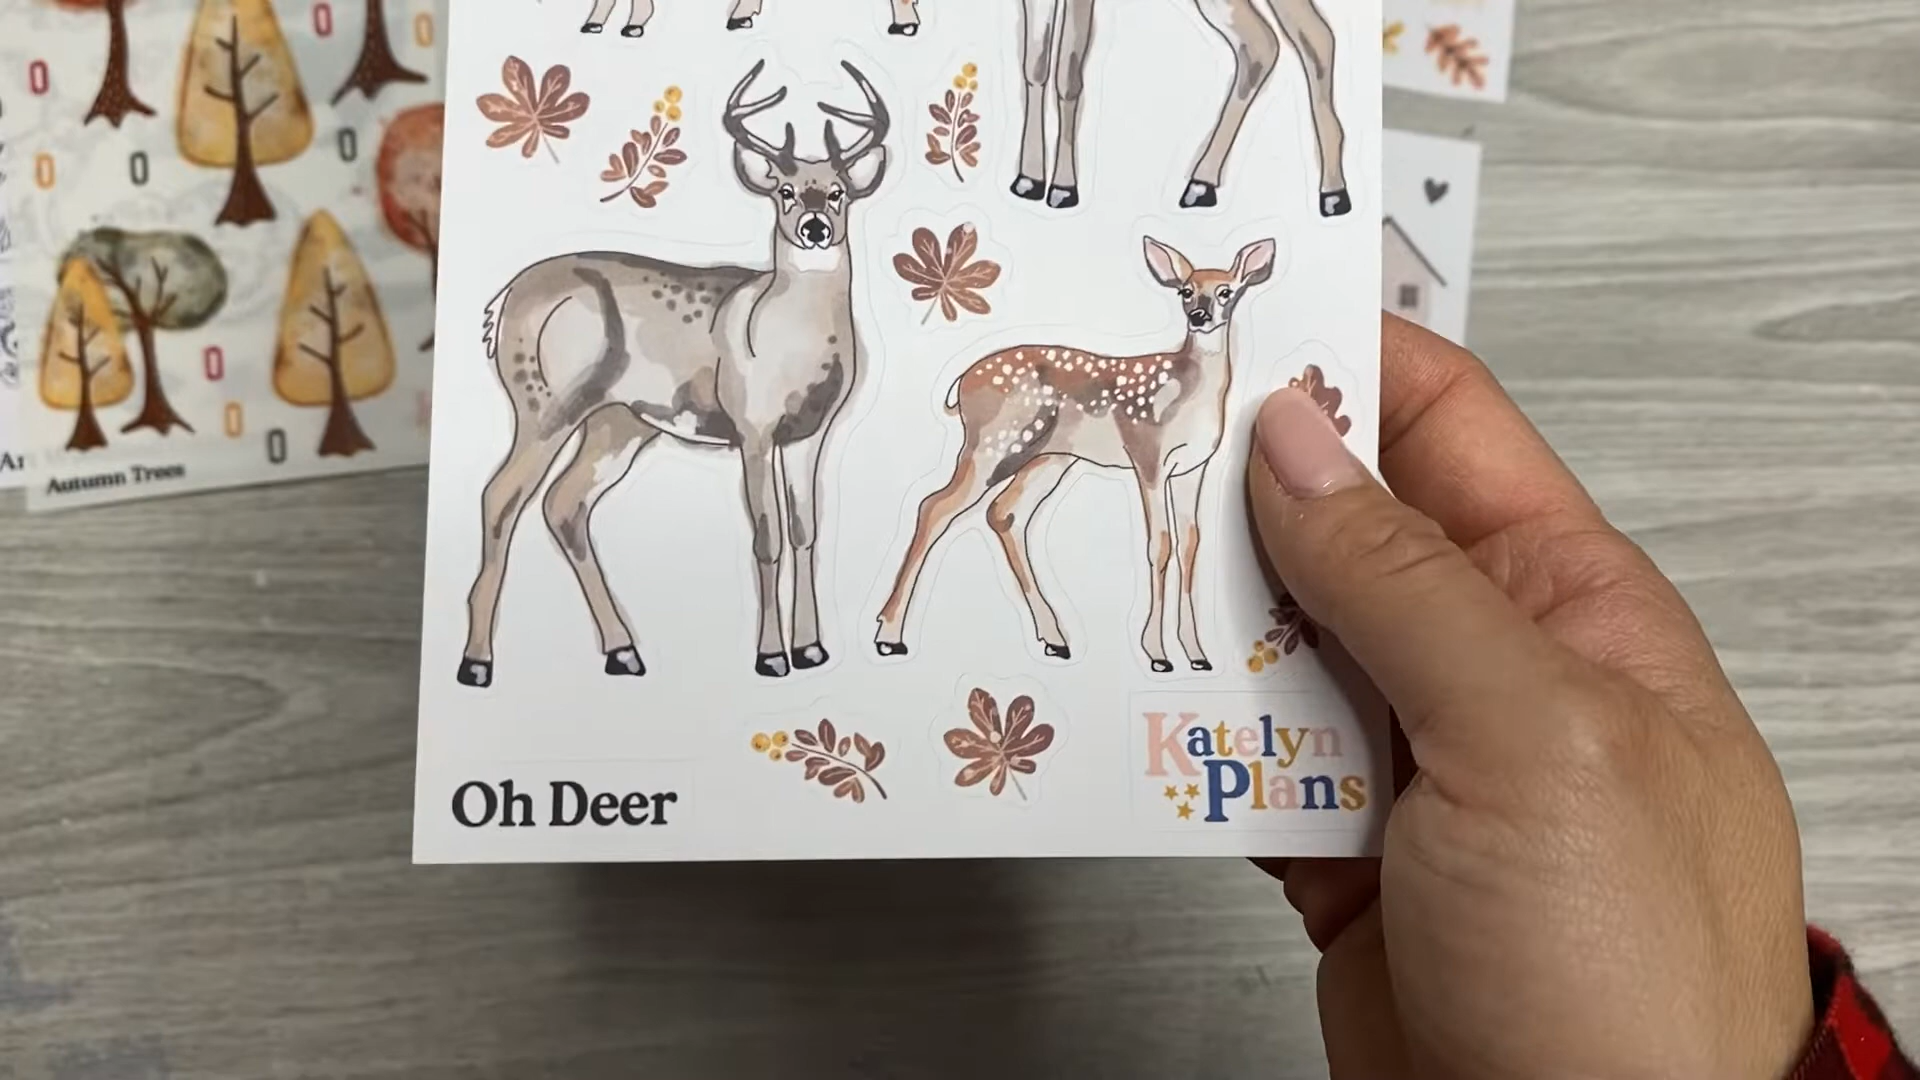 Autumn Trees
Oh Deer
Katelyn
Plans